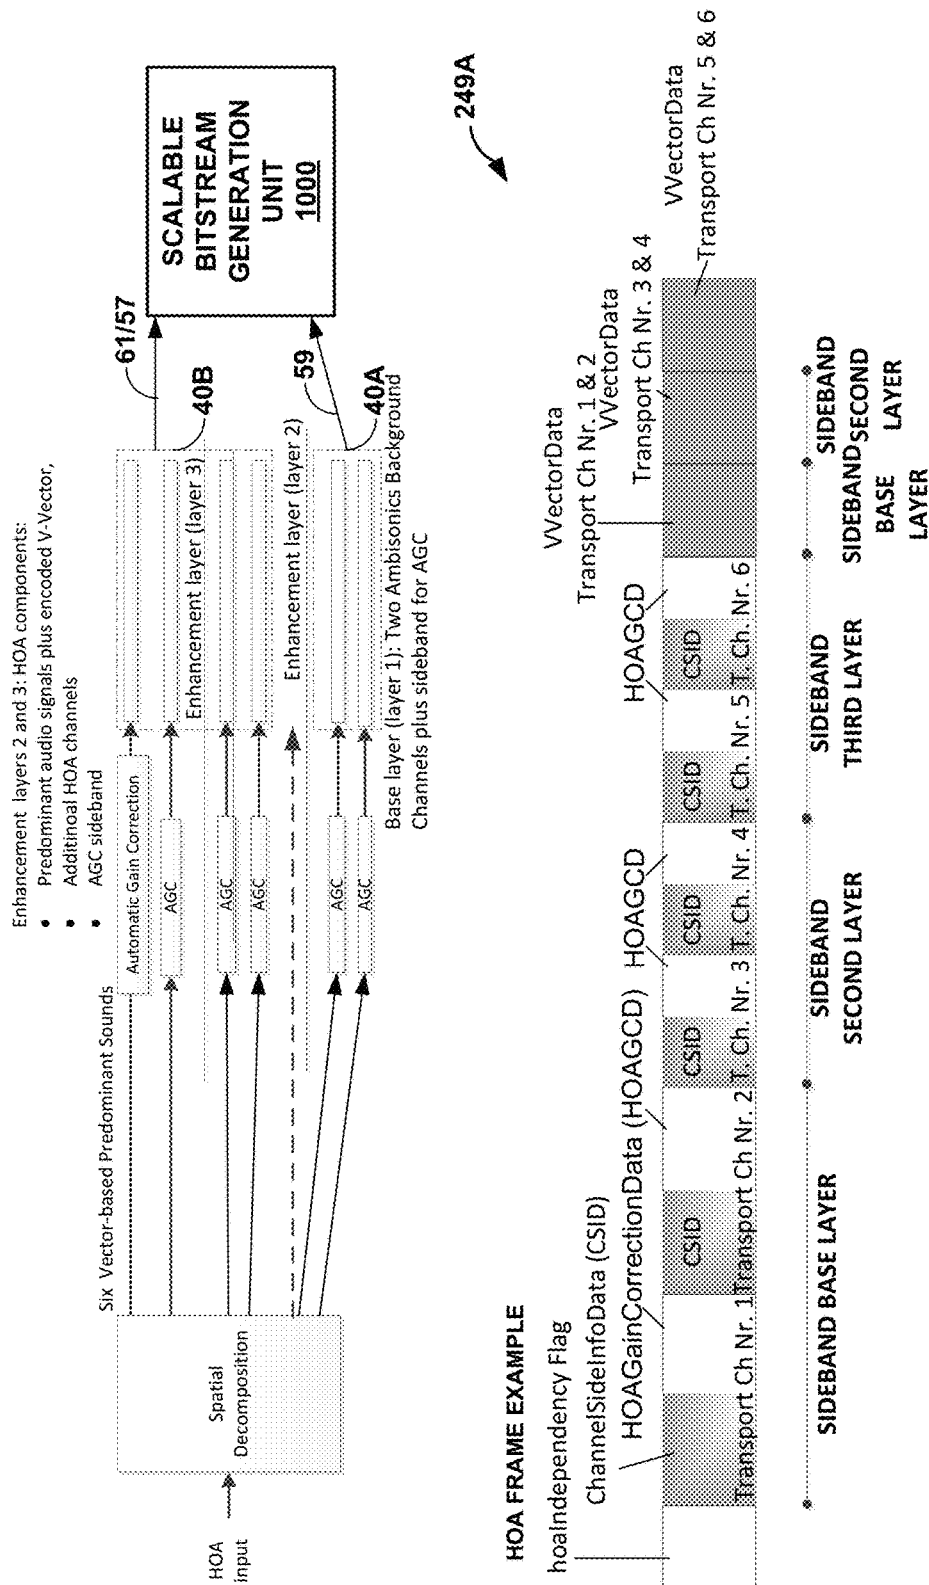 Enhancement layers 2 and 3: HOA components:
• Predominant audio signals plus encoded V-Vector,
• Additinoal HOA channels
• AGC sideband
Six Vector-based Predominant Sounds
HOA
input
Spatial
Decomposition
Automatic Gain Correction
AGC
AGC
AGC
AGC
AGC
Enhancement layer (layer 3)
Enhancement layer (layer 2)
Base layer (layer 1): Two Ambisonics Background
Channels plus sideband for AGC
40B
40A
61/57
59
SCALABLE
BITSTREAM
GENERATION
UNIT
1000
249A
HOA FRAME EXAMPLE
hoaIndependency Flag
ChannelSideInfoData (CSID)
HOAGainCorrectionData (HOAGCD)
HOAGCD
HOAGCD
VVectorData
Transport Ch Nr. 1 & 2
VVectorData
Transport Ch Nr. 3 & 4
VVectorData
Transport Ch Nr. 5 & 6
CSID
CSID
CSID
CSID
CSID
Transport Ch Nr. 1
Transport Ch Nr. 2
T. Ch. Nr. 3
T. Ch. Nr. 4
T. Ch. Nr. 5
T. Ch. Nr. 6
SIDEBAND BASE LAYER
SIDEBAND
SECOND LAYER
SIDEBAND
THIRD LAYER
SIDEBAND
BASE
LAYER
SIDEBAND
SECOND
LAYER